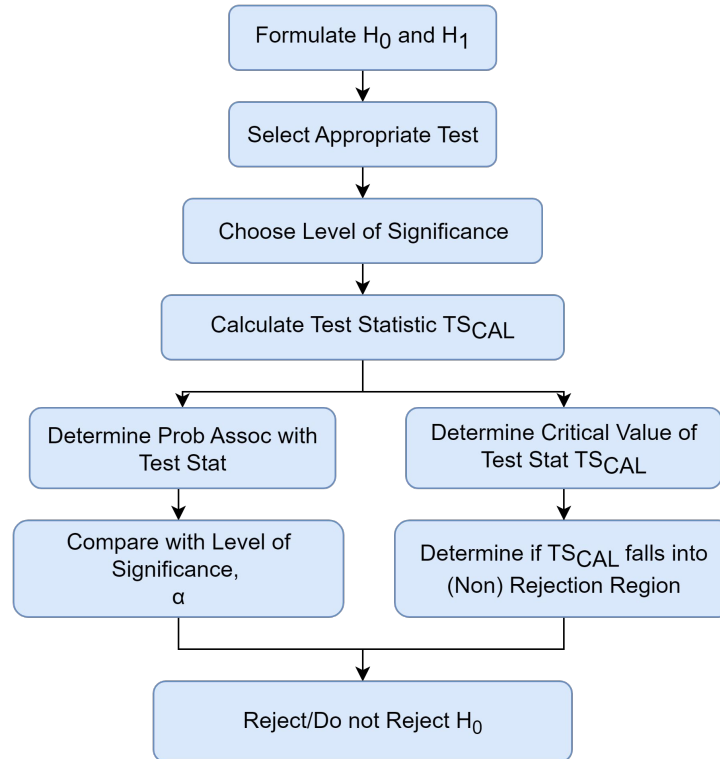 Formulate H0 and H1
Select Appropriate Test
Choose Level of Significance
Calculate Test Statistic TSCAL
Determine Prob Assoc with
Test Stat
Determine Critical Value of
Test Stat TSCAL
Compare with Level of
Significance,
α
Determine if TSCAL falls into
(Non) Rejection Region
Reject/Do not Reject H0